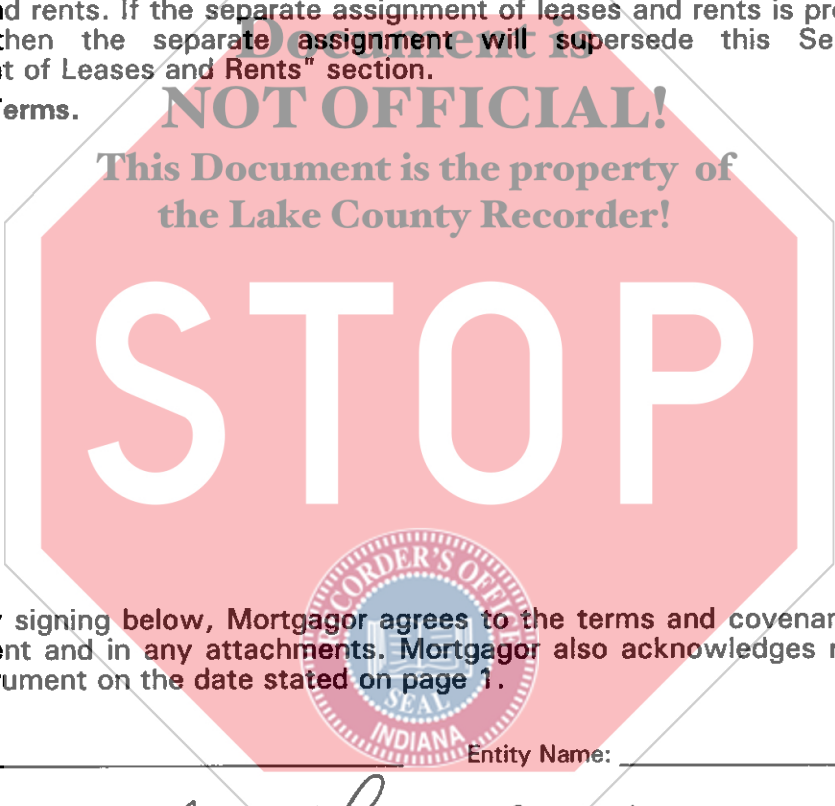 d rents. If the separate assignment of leases and rents is pr
Document is
then the separate assignment will supersede this Se
t of Leases and Rents" section.
erms.
NOT OFFICIAL!
This Document is the property of
the Lake County Recorder!
STOP
RECORDER'S OFFICE
signing below, Mortgagor agrees to the terms and covenan
ent and in any attachments. Mortgagor also acknowledges
ument on the date stated on page 1.
SEAL
INDIANA
Entity Name: